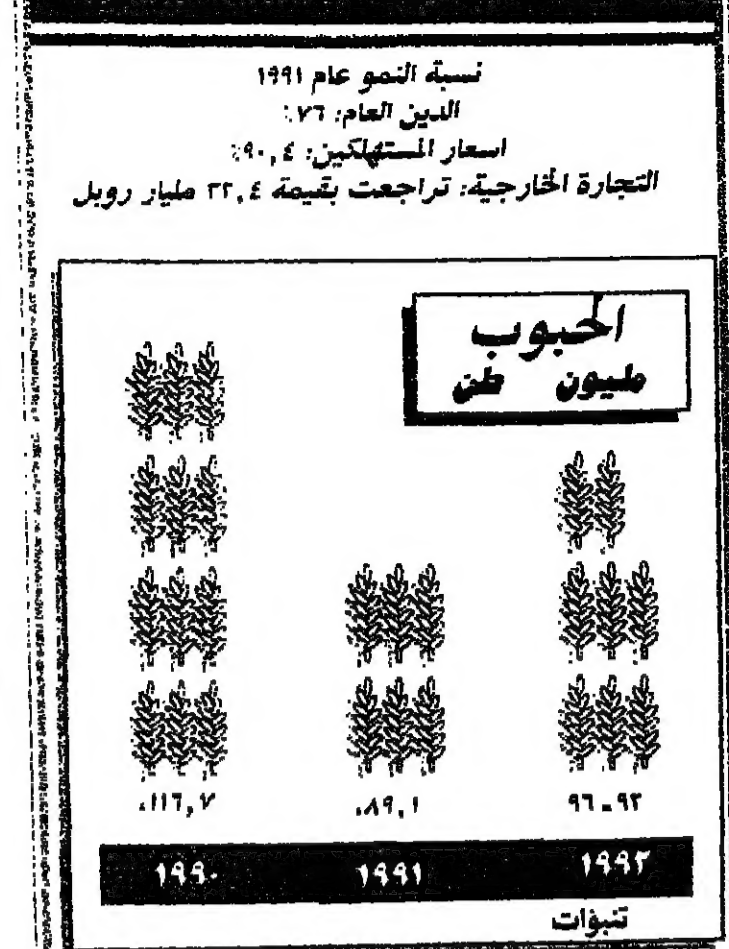 نسبة النمو عام ١٩٩١
الدين العام: ٧٦٪
اسعار المستهلكين: ٩٠,٤٪
التجارة الخارجية: تراجعت بقيمة ٢٢,٤ مليار روبل
الحبوب
مليون طن
١١٦,٧ ٨٩,١ ٩٣ - ٩٦
١٩٩٠ ١٩٩١ ١٩٩٢
تنبؤات